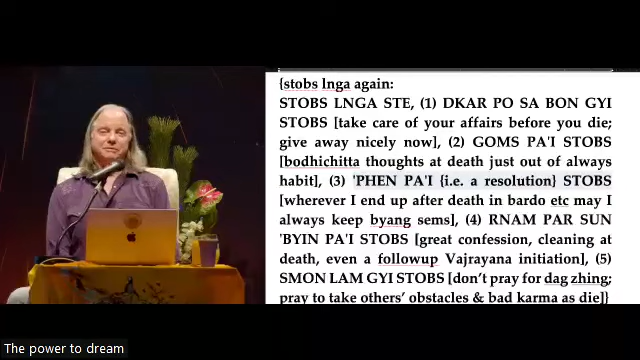 {stobs lnga again:
STOBS LNGA STE, (1) DKAR PO SA BON GYI
STOBS [take care of your affairs before you die;
give away nicely now], (2) GOMS PA'I STOBS
[bodhichitta thoughts at death just out of always
habit], (3) 'PHEN PA'I {i.e. a resolution} STOBS
[wherever I end up after death in bardo etc may I
always keep byang sems], (4) RNAM PAR SUN
'BYIN PA'I STOBS [great confession, cleaning at
death, even a followup Vajrayana initiation], (5)
SMON LAM GYI STOBS [don't pray for dag zhing;
pray to take others' obstacles & bad karma as die]}
The power to dream